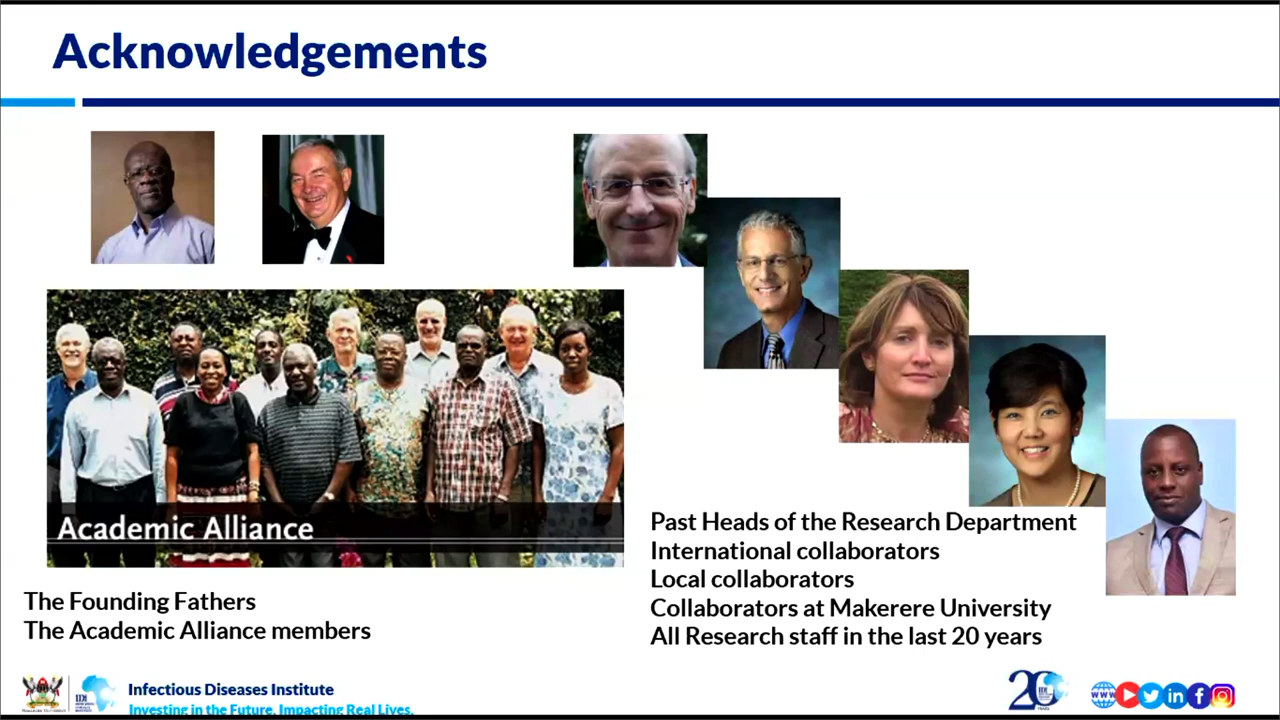 Acknowledgements
Academic Alliance
The Founding Fathers
The Academic Alliance members
Past Heads of the Research Department
International collaborators
Local collaborators
Collaborators at Makerere University
All Research staff in the last 20 years
Infectious Diseases Institute
Investing in the Future, Impacting Real Lives.
20
IDI